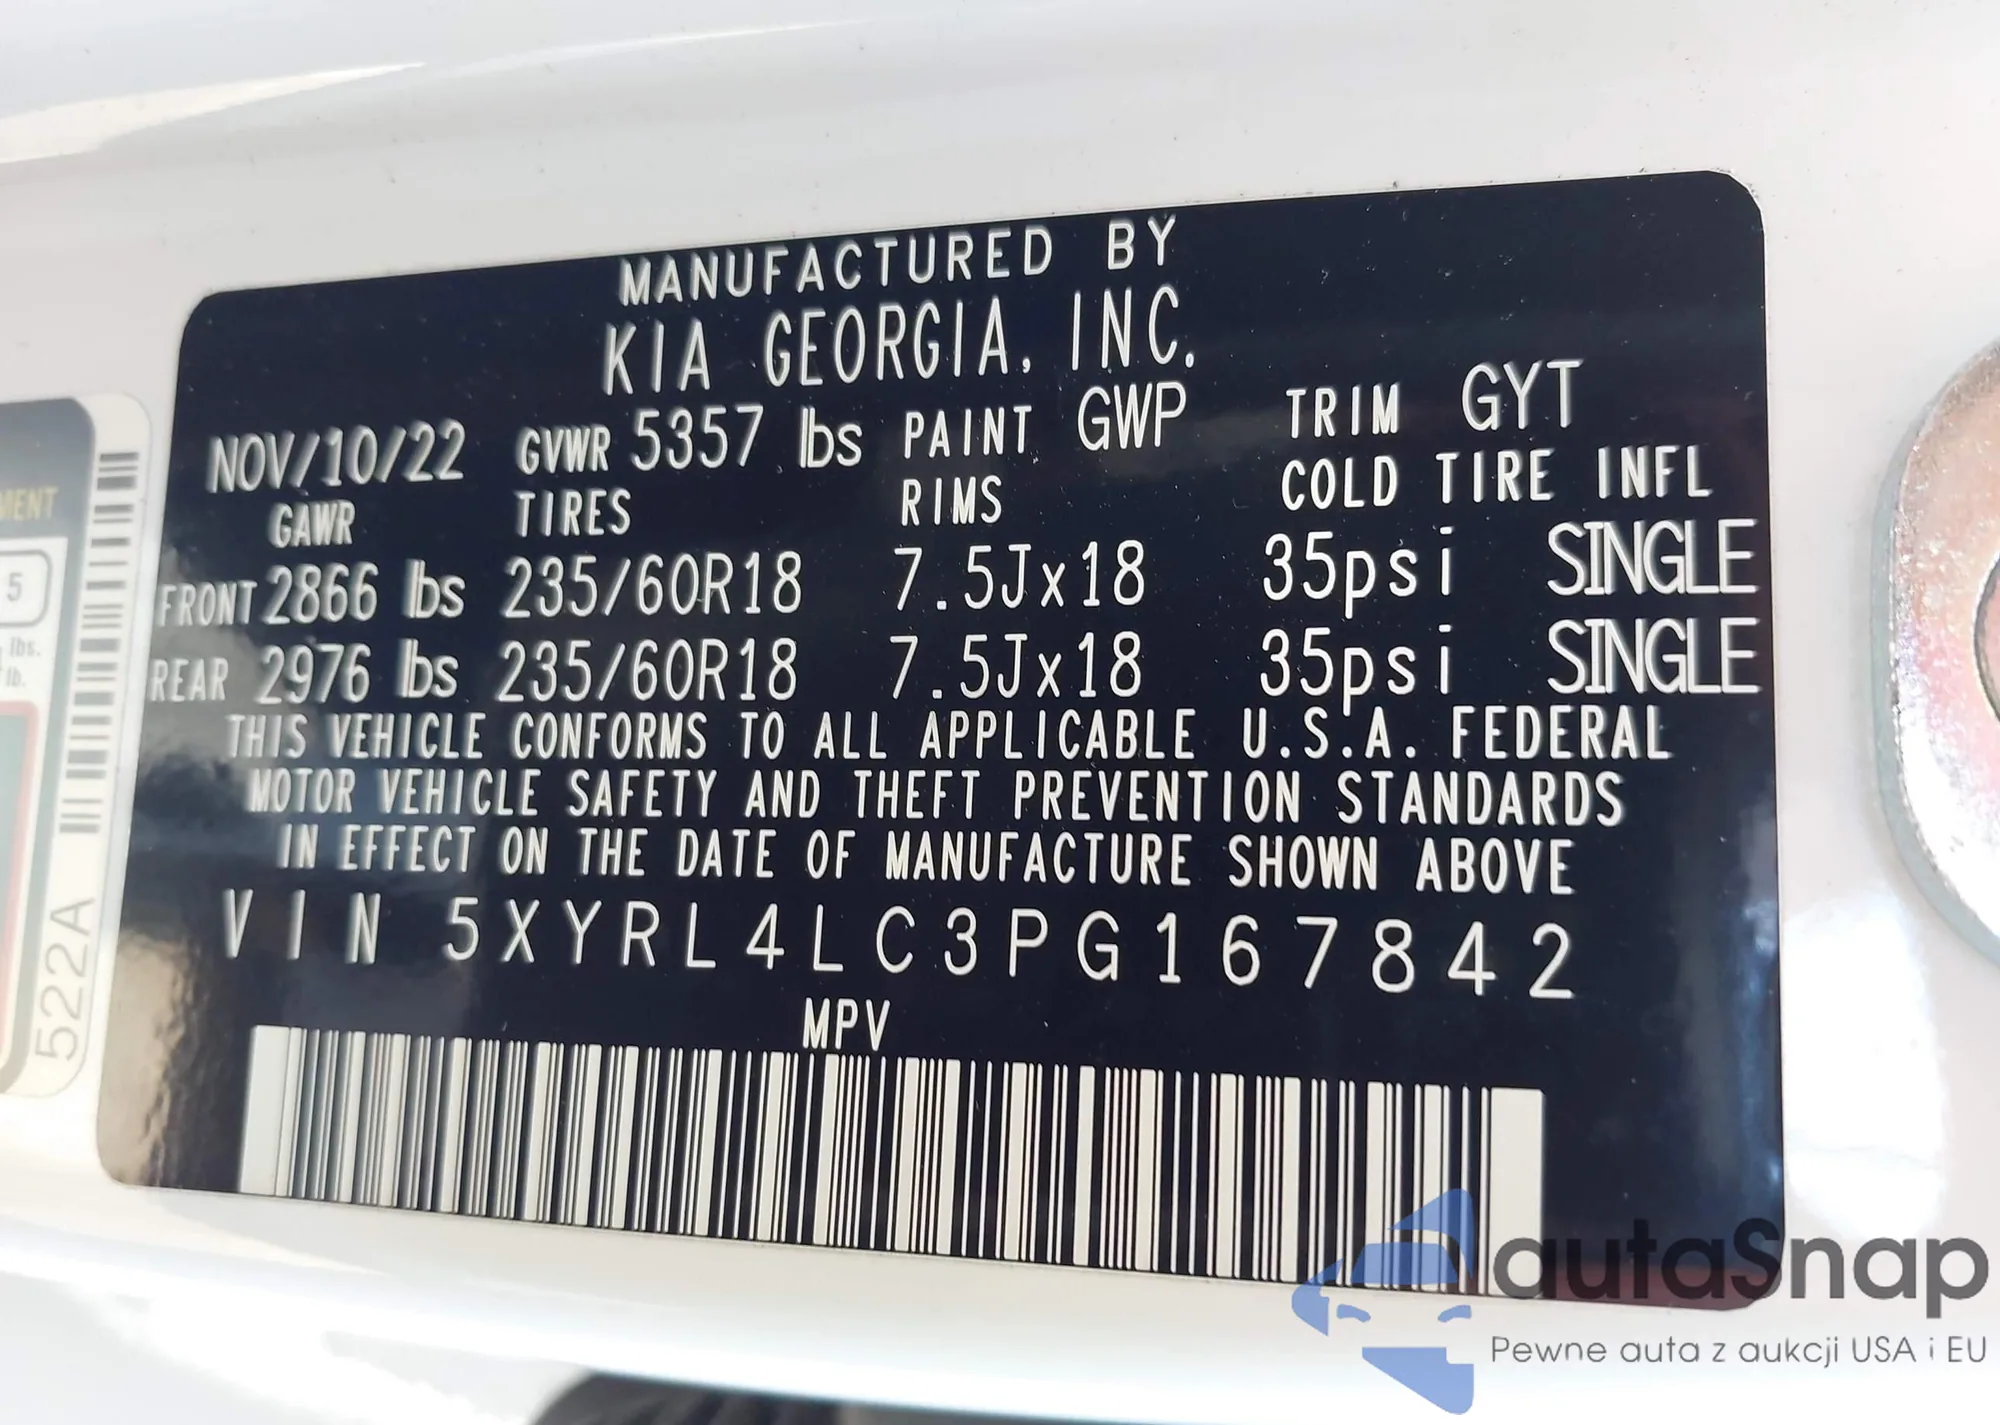 MANUFACTURED BY
KIA GEORGIA, INC.
NOV/10/22 GVWR 5357 lbs PAINT GWP TRIM GYT
GAWR TIRES RIMS COLD TIRE INFL
FRONT 2866 lbs 235/60R18 7.5Jx18 35psi SINGLE
REAR 2976 lbs 235/60R18 7.5Jx18 35psi SINGLE
THIS VEHICLE CONFORMS TO ALL APPLICABLE U.S.A. FEDERAL
MOTOR VEHICLE SAFETY AND THEFT PREVENTION STANDARDS
IN EFFECT ON THE DATE OF MANUFACTURE SHOWN ABOVE
VIN 5XYRL4LC3PG167842
MPV
5
lbs.
lb.
522A
autaSnap
Pewne auta z aukcji USA i EU